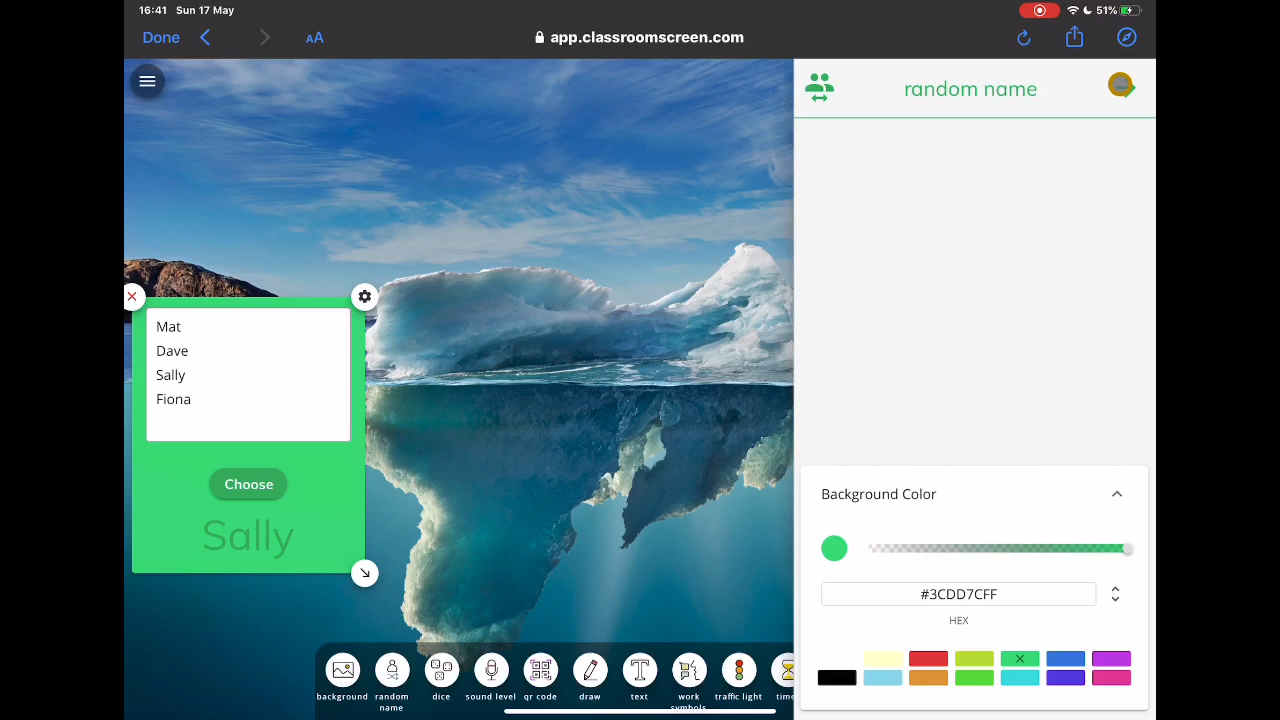 16:41 Sun 17 May
51%
Done
AA
app.classroomscreen.com
random name
Mat
Dave
Sally
Fiona
Choose
Sally
Background Color
#3CDD7CFF
HEX
background
random name
dice
sound level
qr code
draw
text
work symbols
traffic light
time